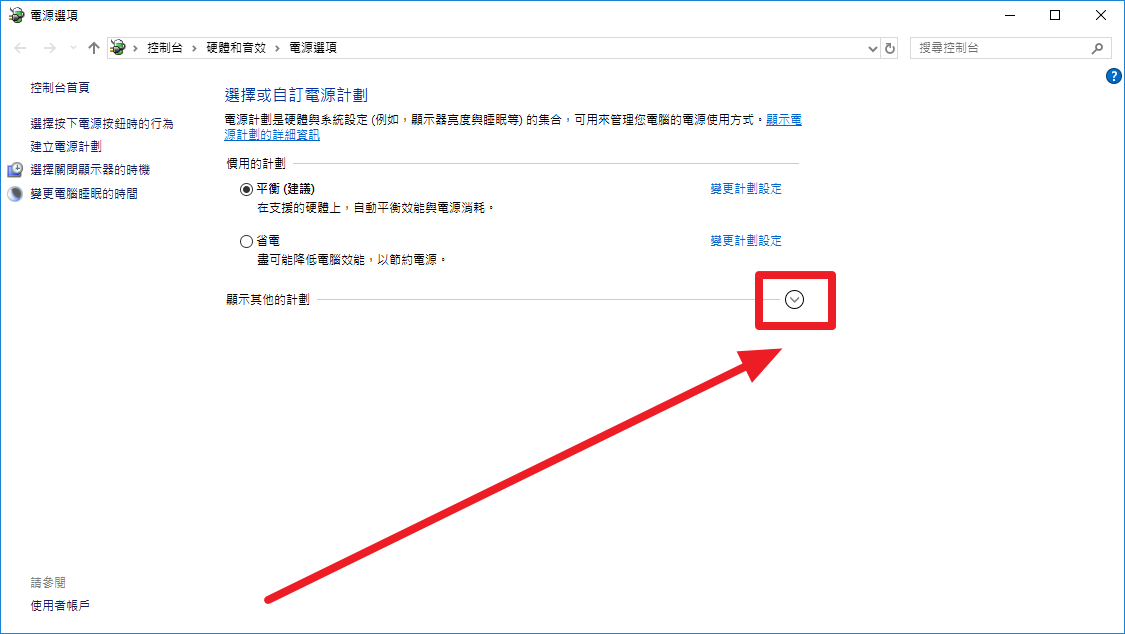 電源選項
控制台 › 硬體和音效 › 電源選項
搜尋控制台
?
控制台首頁
選擇按下電源按鈕時的行為
建立電源計劃
選擇關閉顯示器的時機
變更電腦睡眠的時間
選擇或自訂電源計劃
電源計劃是硬體與系統設定 (例如，顯示器亮度與睡眠等) 的集合，可用來管理您電腦的電源使用方式。顯示電
源計劃的詳細資訊
慣用的計劃
平衡 (建議) 變更計劃設定
在支援的硬體上，自動平衡效能與電源消耗。
省電 變更計劃設定
盡可能降低電腦效能，以節約電源。
顯示其他的計劃
請參閱
使用者帳戶